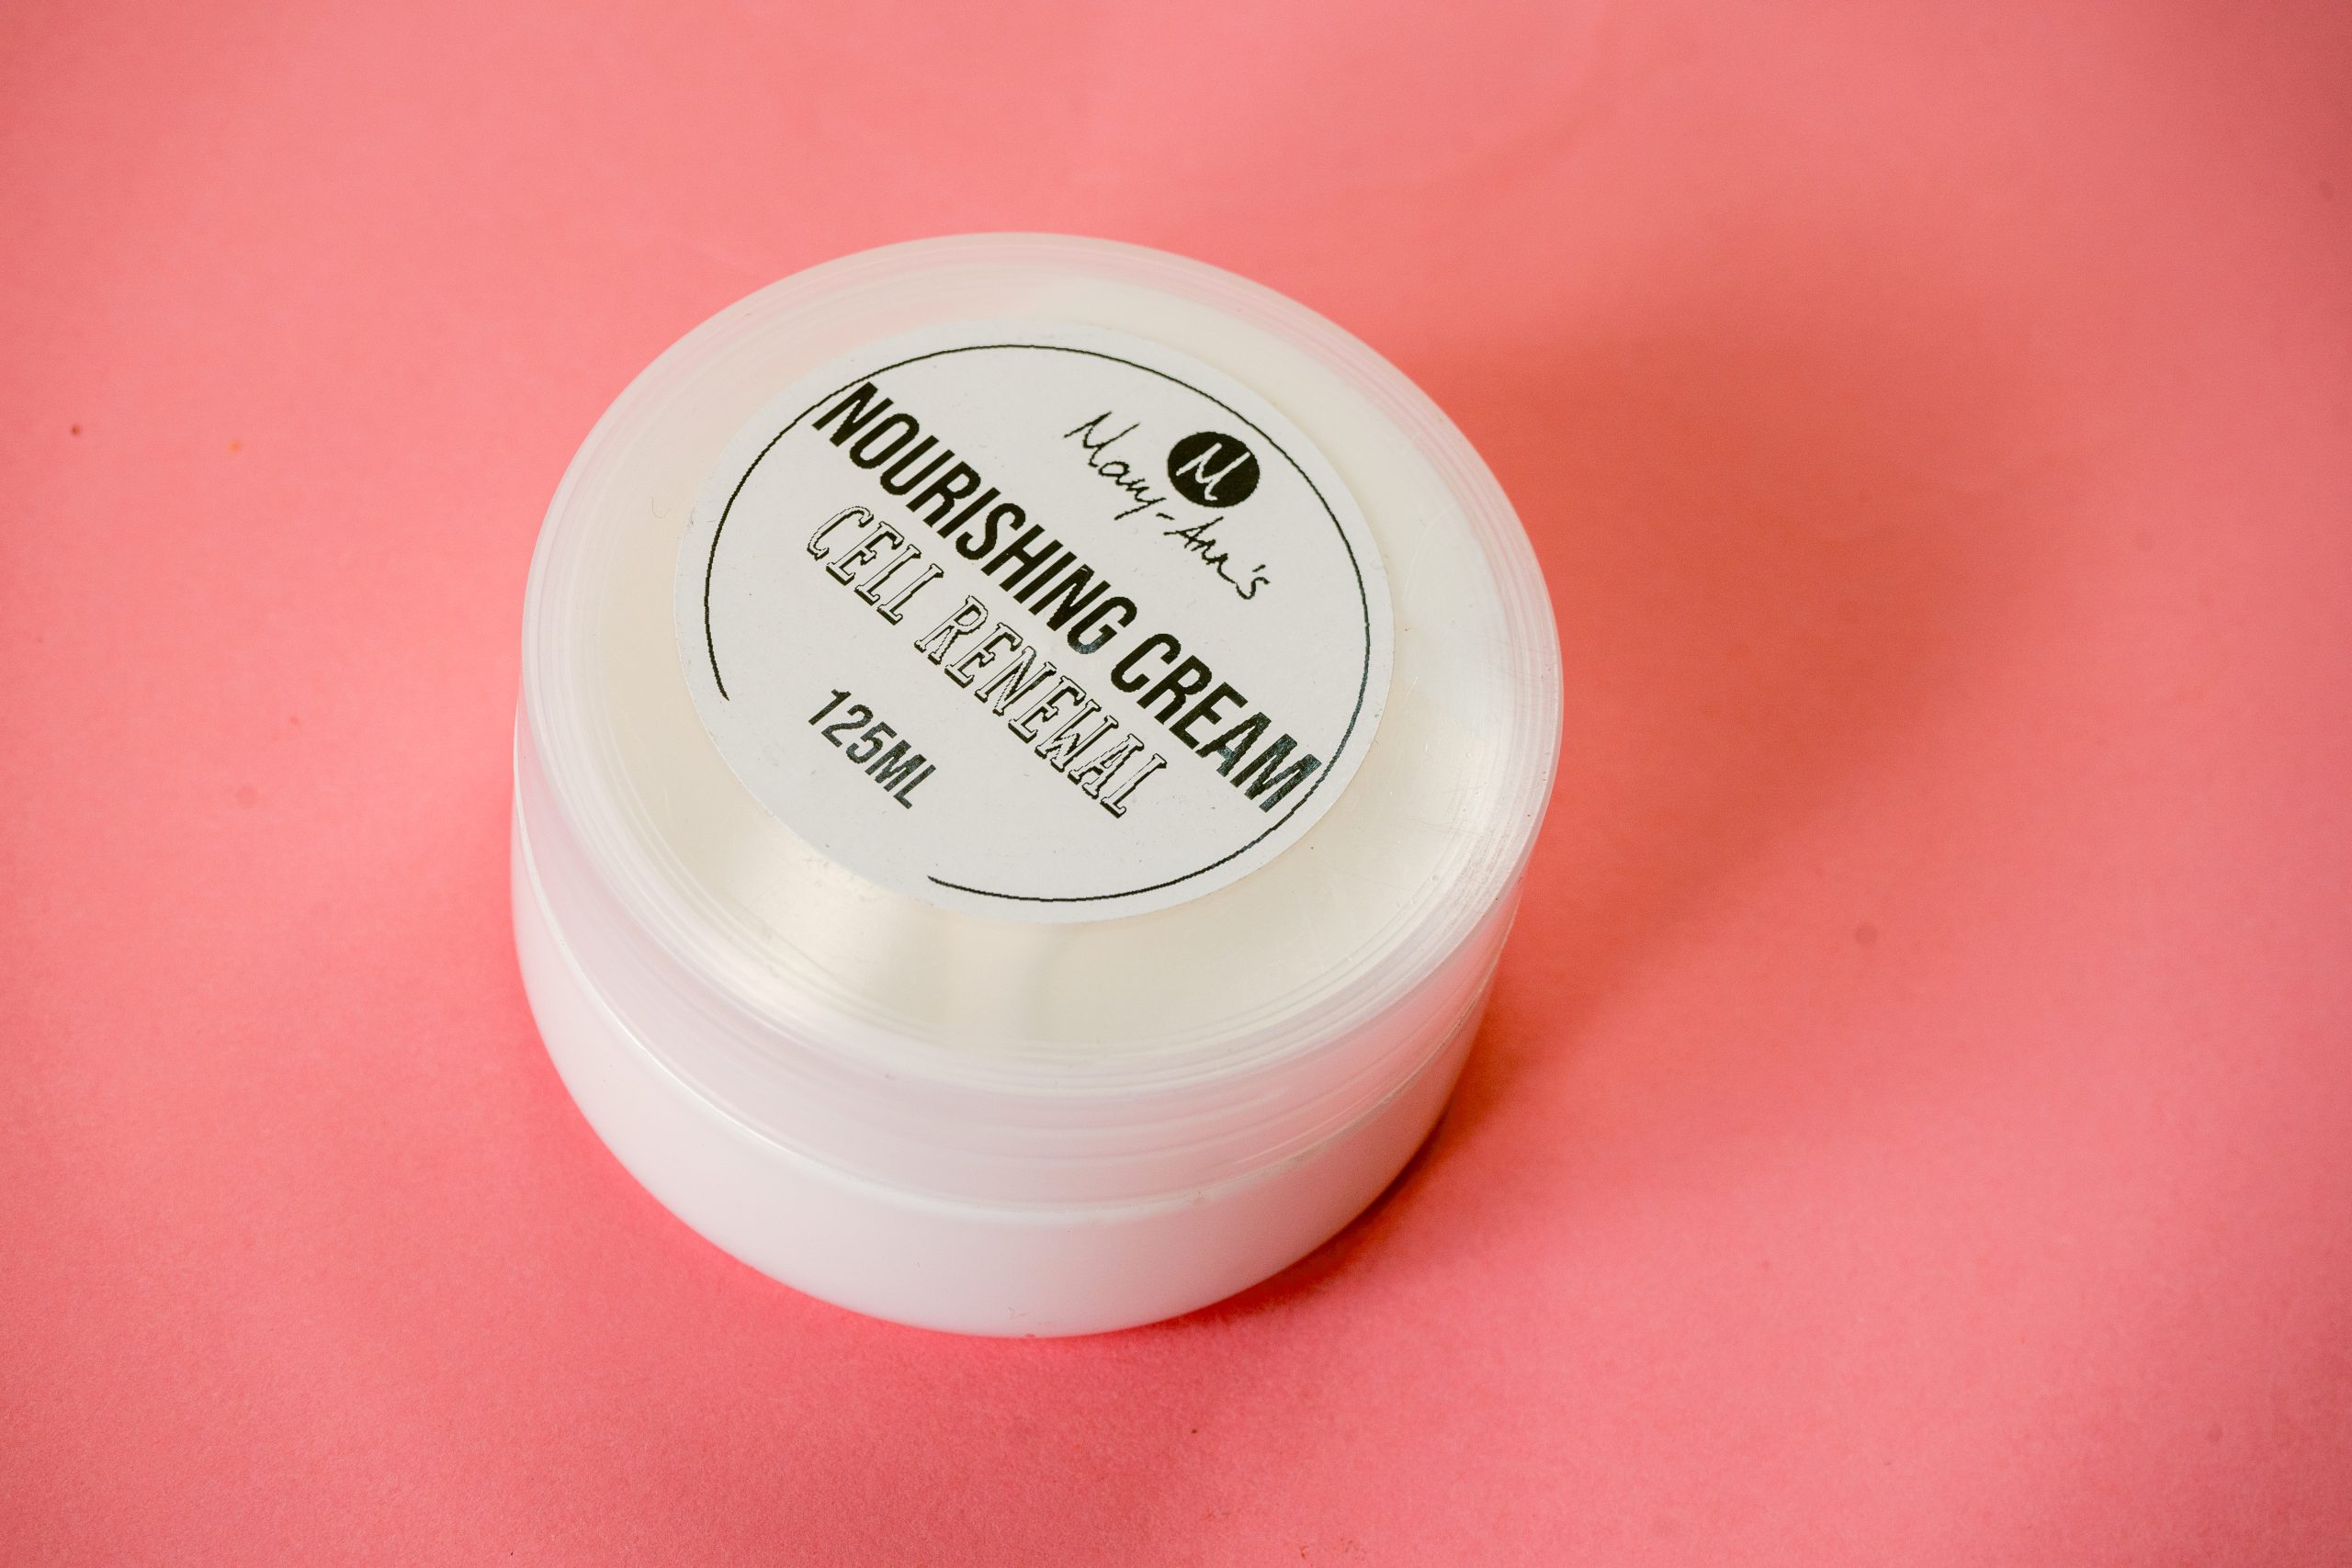 M
Mary-Ann's
NOURISHING CREAM
CELL RENEWAL
125ML